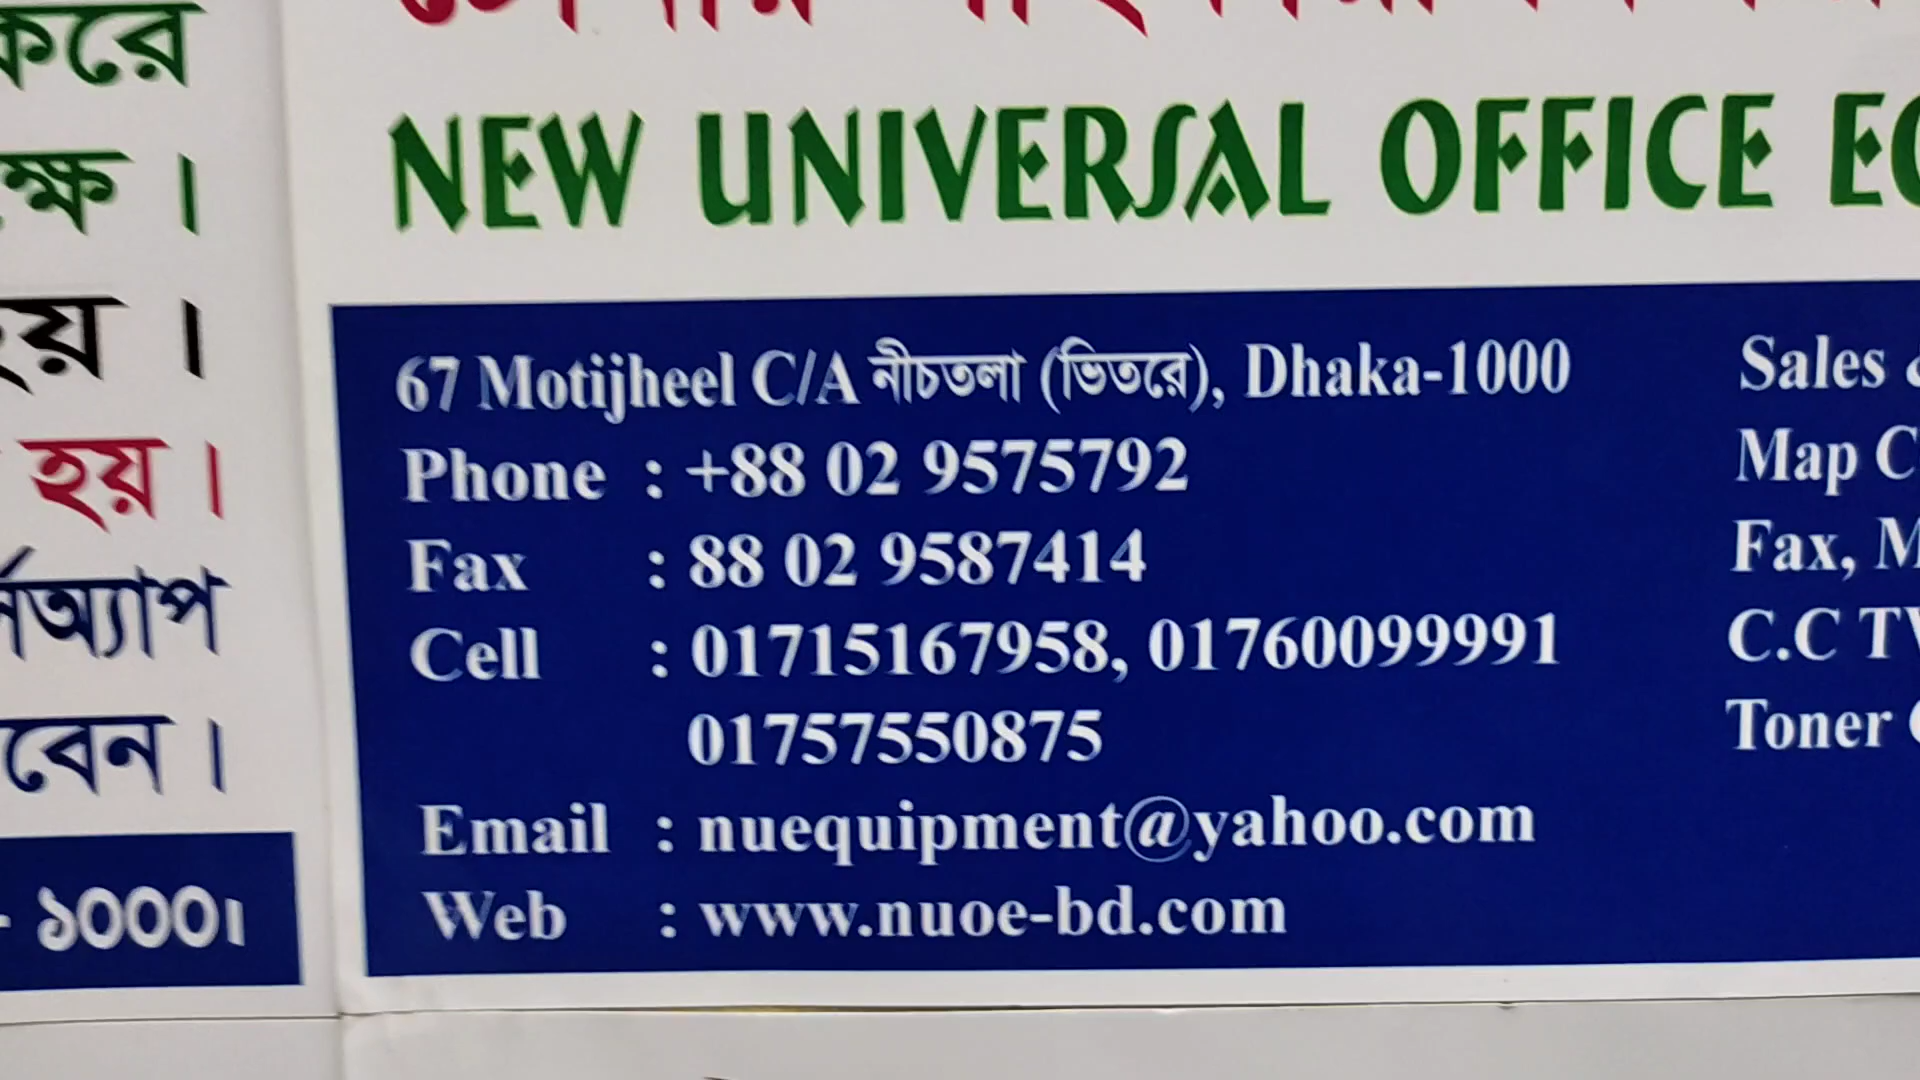 করে
NEW UNIVERSAL OFFICE
।
হয় ।
67 Motijheel C/A নীচতলা (ভিতরে), Dhaka-1000
Phone : +88 02 9575792
Fax : 88 02 9587414
Cell : 01715167958, 01760099991
01757550875
Email : nuequipment@yahoo.com
Web : www.nuoe-bd.com
Sales
Map
Fax,
C.C
Toner
১০০০।